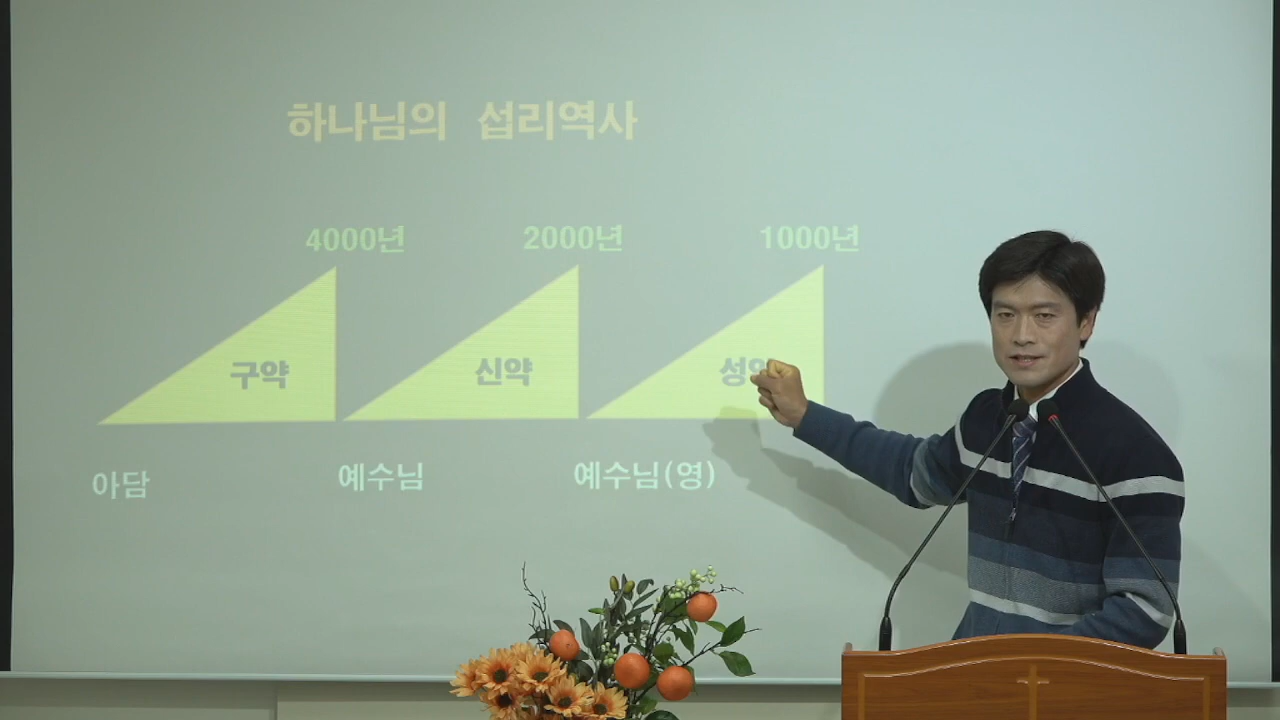 하나님의 섭리역사
4000년 2000년 1000년
구약 신약 성
아담 예수님 예수님(영)